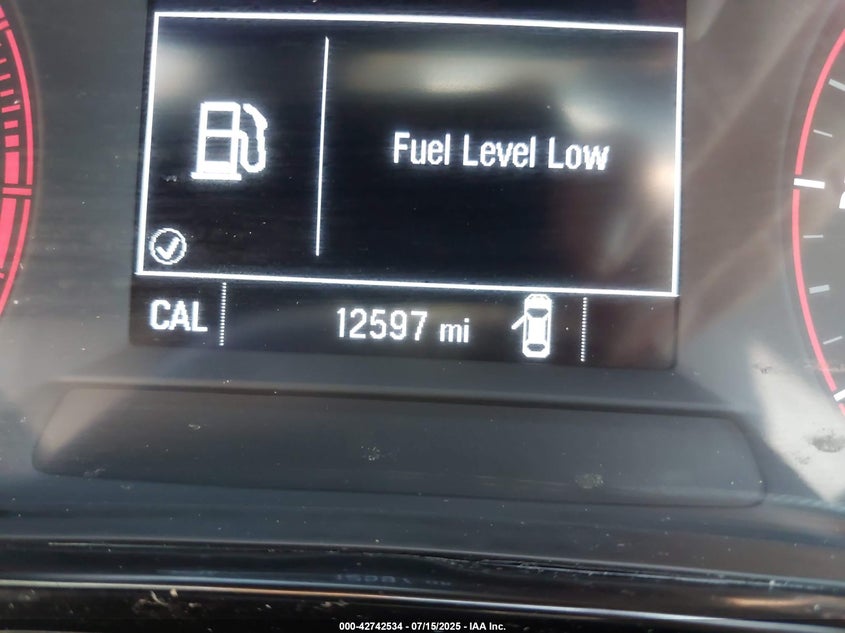 Fuel Level Low
CAL 12597 mi
000-42742534 - 07/15/2025 - IAA Inc.